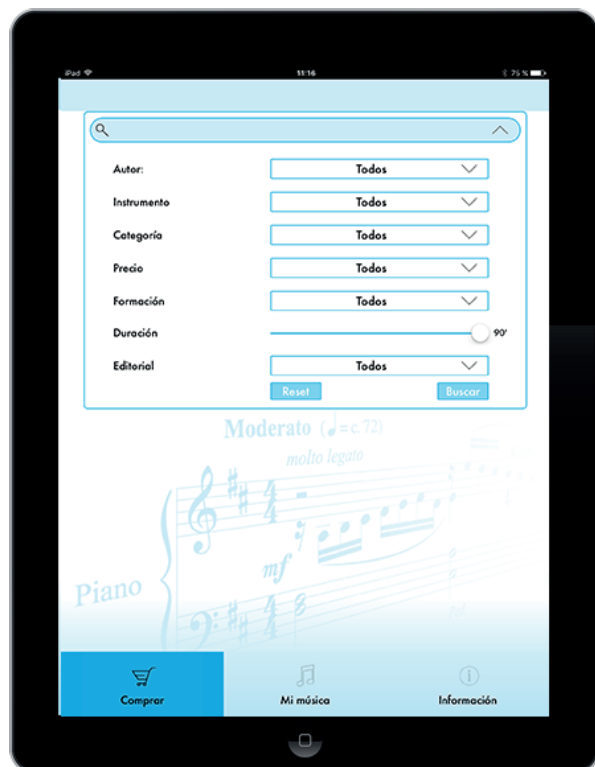 iPad 11:16 75 %
Autor: Todos
Instrumento Todos
Categoría Todos
Precio Todos
Formación Todos
Duración 90'
Editorial Todos
Reset Buscar
Moderato (♩=c. 72)
molto legato
mf
Piano
Comprar Mi música Información